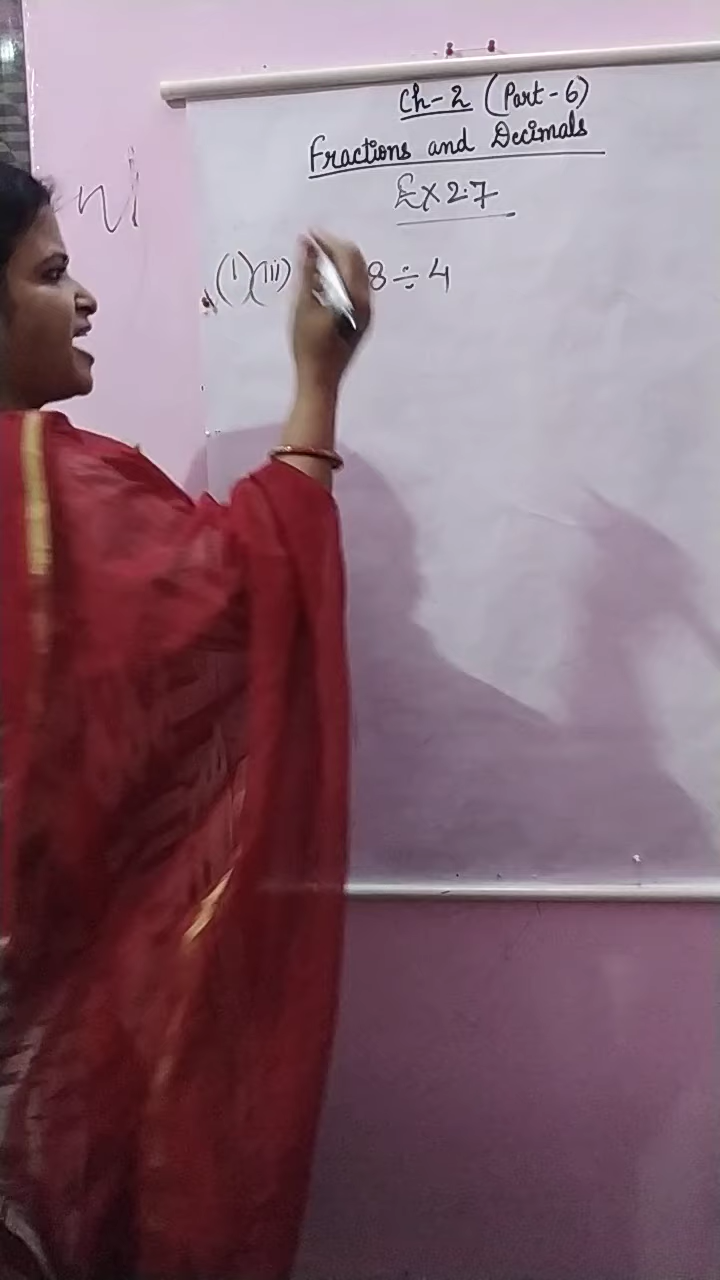 Ch-2 (Part-6)
Fractions and Decimals
Ex 2.7
(1)(iii) 8÷4